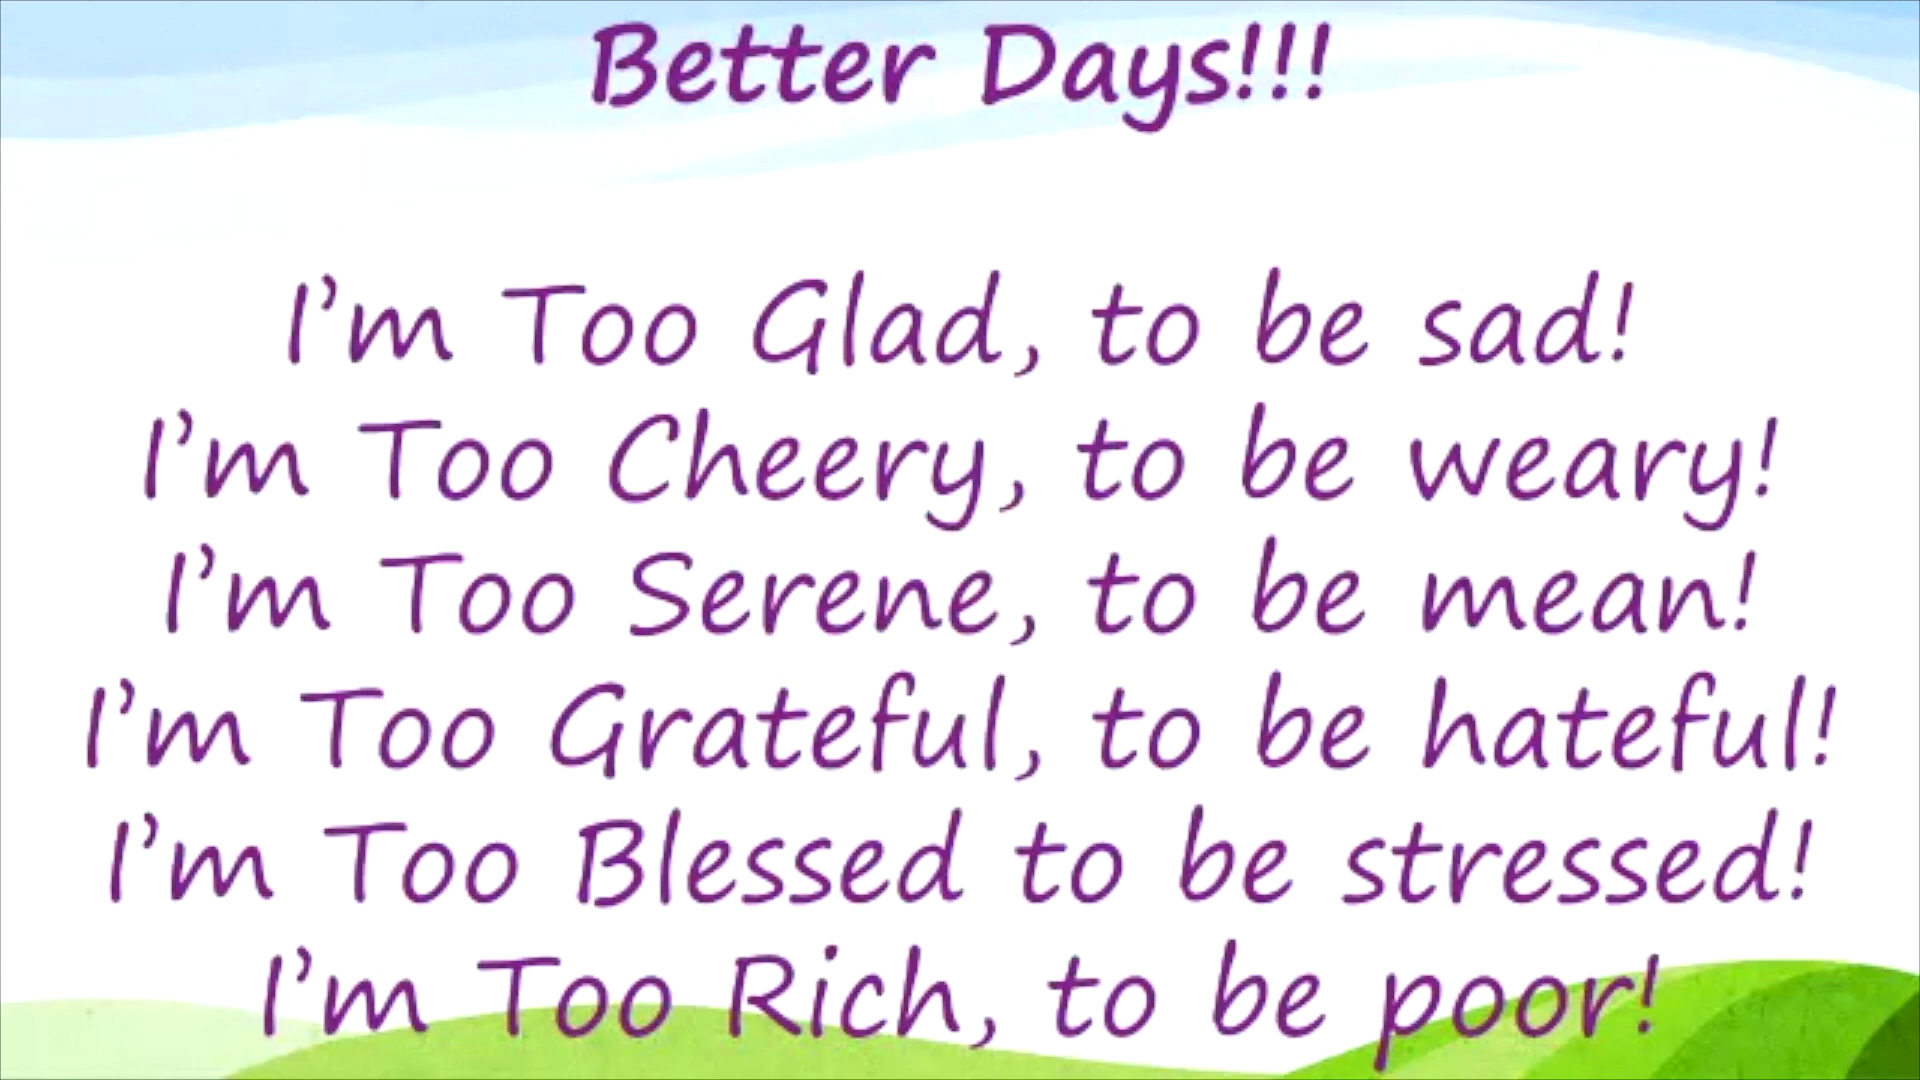 Better Days!!!
I’m Too Glad, to be sad!
I’m Too Cheery, to be weary!
I’m Too Serene, to be mean!
I’m Too Grateful, to be hateful!
I’m Too Blessed to be stressed!
I’m Too Rich, to be poor!